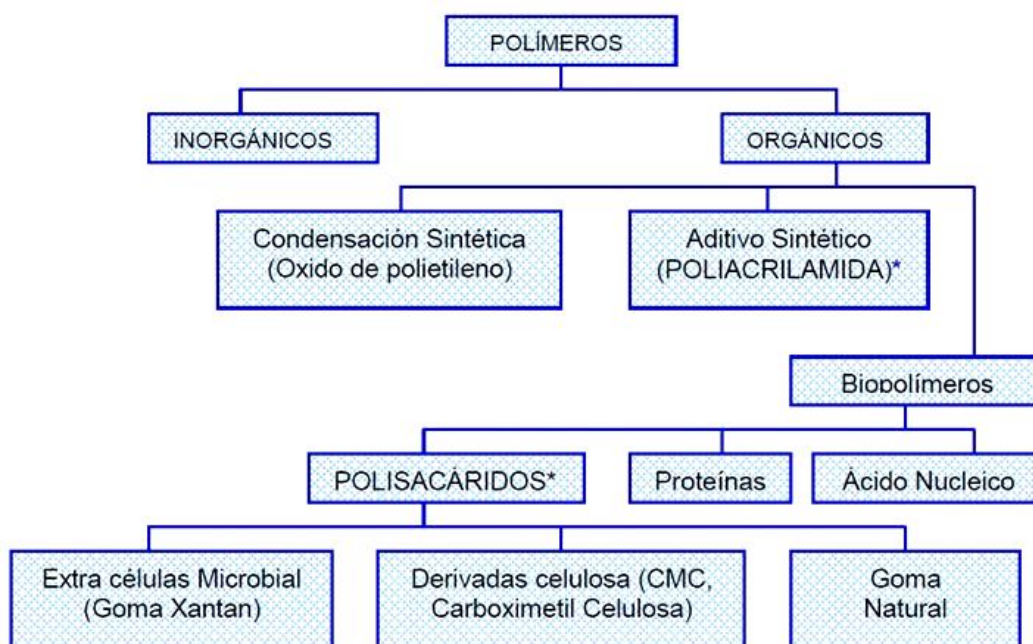 POLÍMEROS
INORGÁNICOS
ORGÁNICOS
Condensación Sintética
(Oxido de polietileno)
Aditivo Sintético
(POLIACRILAMIDA)*
Biopolímeros
POLISACÁRIDOS*
Proteínas
Ácido Nucleico
Extra células Microbial
(Goma Xantan)
Derivadas celulosa (CMC,
Carboximetil Celulosa)
Goma
Natural